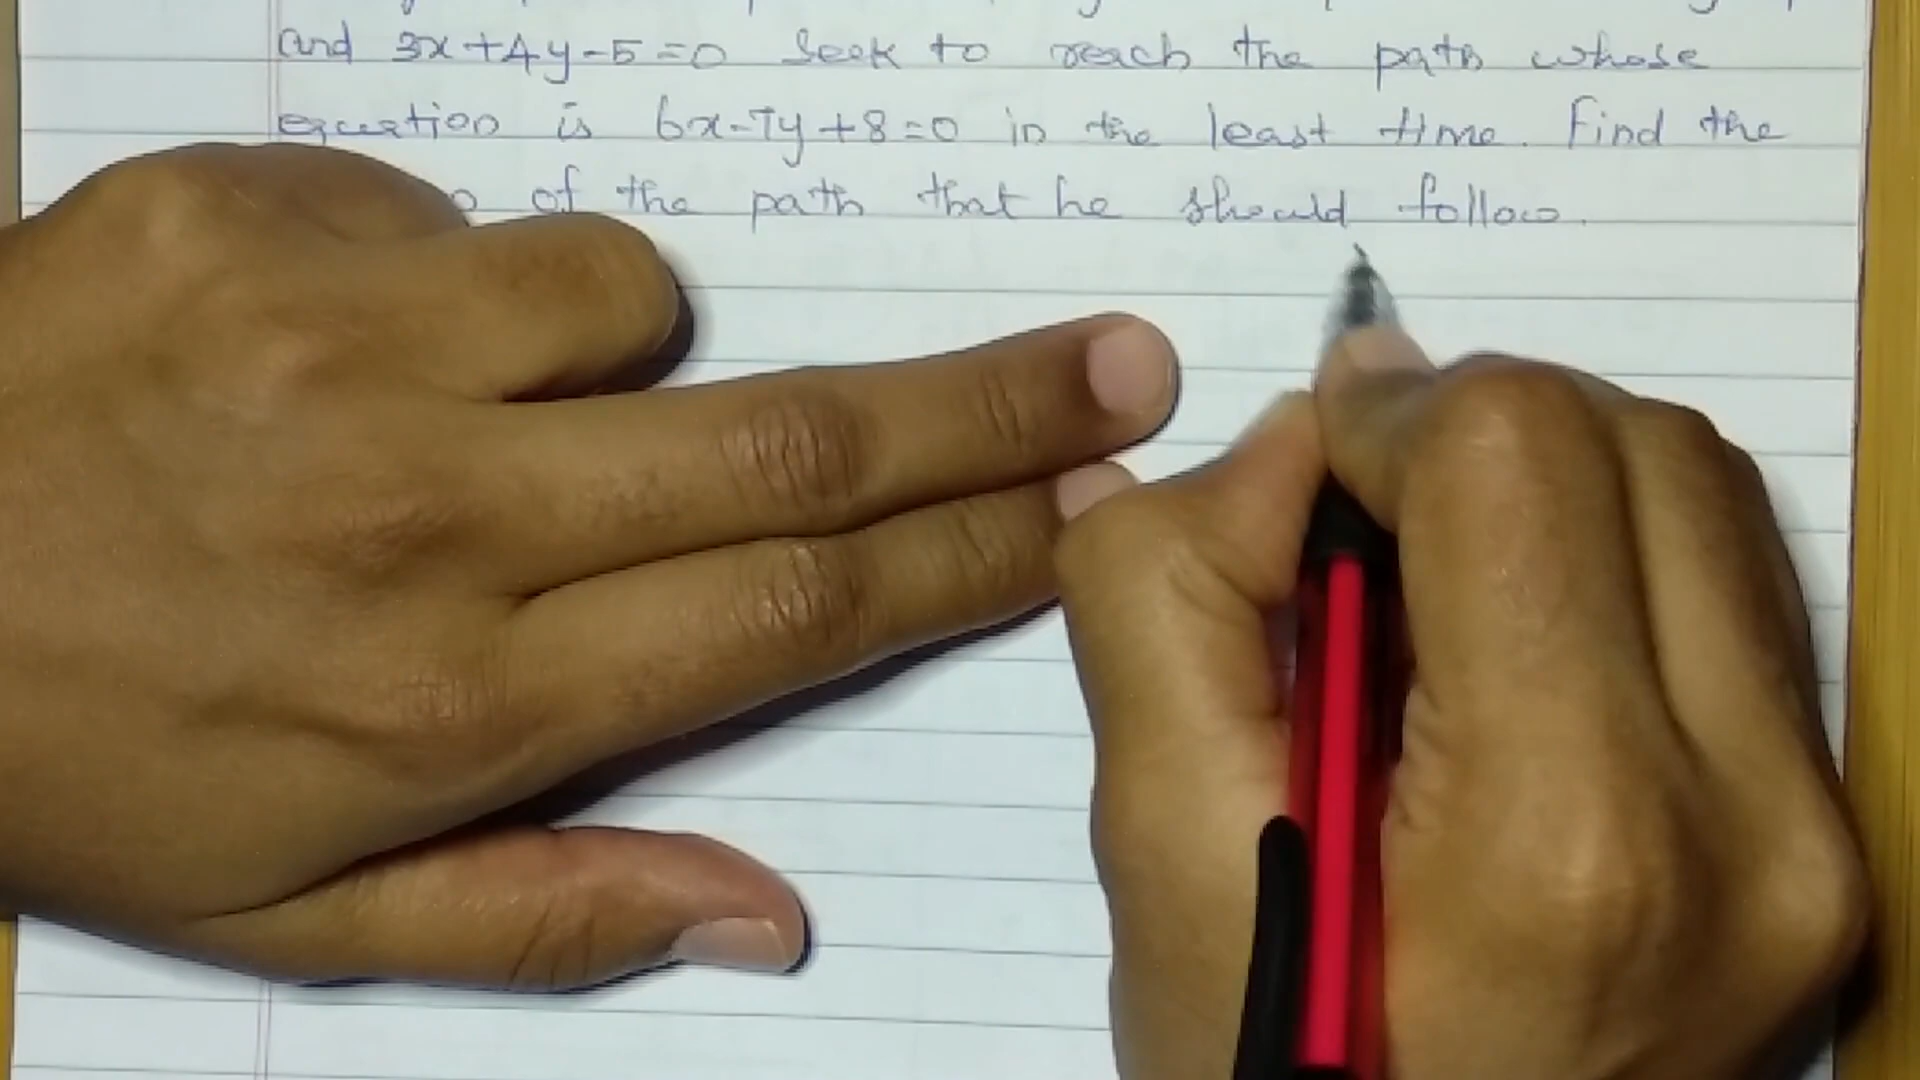 and 3x+4y-5=0 seek to reach the path whose
equation is 6x-7y+8=0 in the least time. Find the
of the path that he should follow.